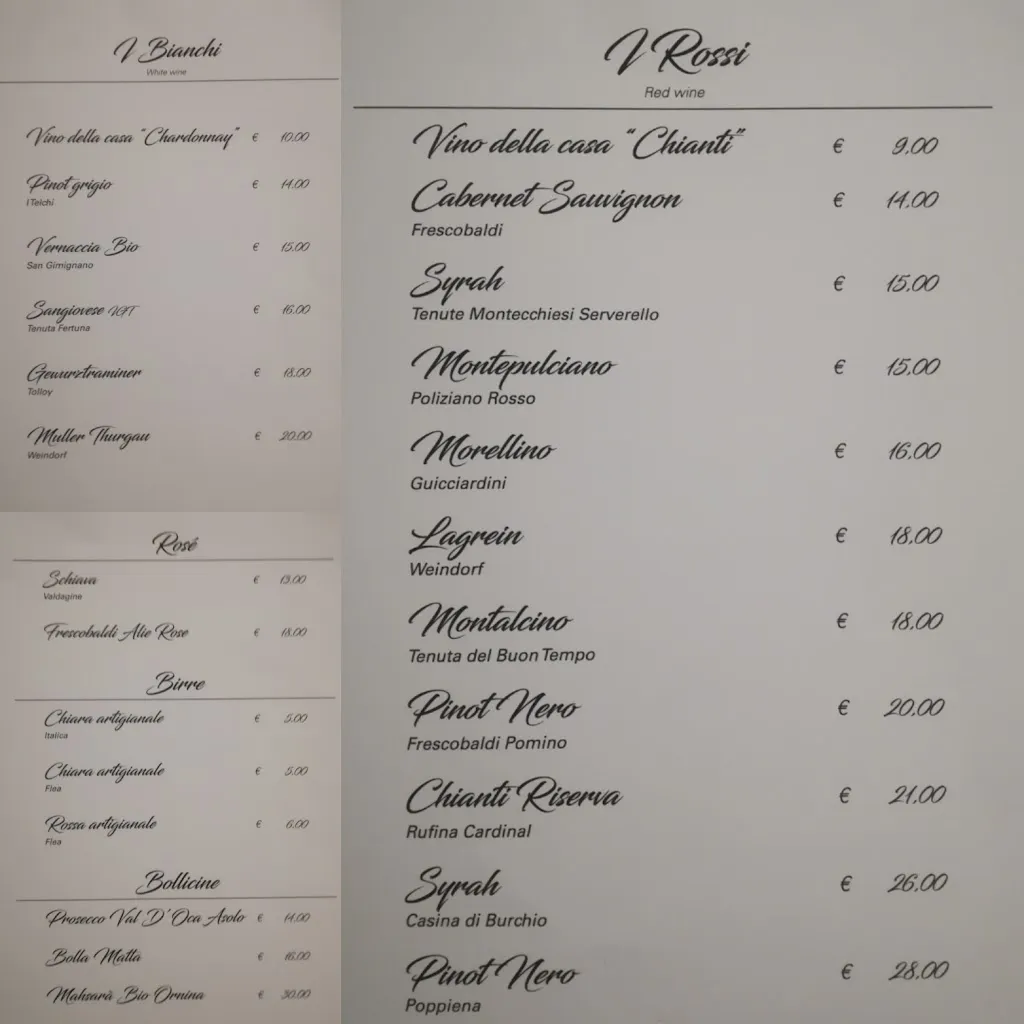 I Bianchi
White wine
Vino della casa "Chardonnay" € 10.00
Pinot grigio € 14.00
I Telchi
Vernaccia Bio € 15.00
San Gimignano
Sangiovese IGT € 16.00
Tenuta Fertuna
Gewurztraminer € 18.00
Tolloy
Muller Thurgau € 20.00
Weindorf
Rosé
Schiava € 13.00
Valdagine
Frescobaldi Alie Rose € 18.00
Birre
Chiara artigianale € 5.00
Italica
Chiara artigianale € 5.00
Flea
Rossa artigianale € 6.00
Flea
Bollicine
Prosecco Val D'Oca Asolo € 14.00
Bolla Matta € 16.00
Mahsarà Bio Ornina € 30.00
I Rossi
Red wine
Vino della casa "Chianti" € 9.00
Cabernet Sauvignon € 14.00
Frescobaldi
Syrah € 15.00
Tenute Montecchiesi Serverello
Montepulciano € 15.00
Poliziano Rosso
Morellino € 16.00
Guicciardini
Lagrein € 18.00
Weindorf
Montalcino € 18.00
Tenuta del Buon Tempo
Pinot Nero € 20.00
Frescobaldi Pomino
Chianti Riserva € 21.00
Rufina Cardinal
Syrah € 26.00
Casina di Burchio
Pinot Nero € 28.00
Poppiena